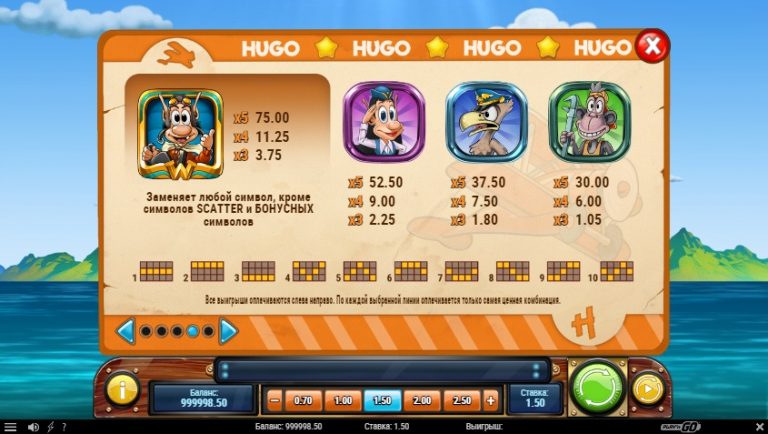 HUGO HUGO HUGO HUGO
W
x5 75.00
x4 11.25
x3 3.75
Заменяет любой символ, кроме
символов SCATTER и БОНУСНЫХ
символов
x5 52.50
x4 9.00
x3 2.25
x5 37.50
x4 7.50
x3 1.80
x5 30.00
x4 6.00
x3 1.05
1 2 3 4 5 6 7 8 9 10
Все выигрыши оплачиваются слева направо. По каждой выбранной линии оплачивается только самая ценная комбинация.
H
i
Баланс:
999998.50
− 0.70 1.00 1.50 2.00 2.50 +
Ставка:
1.50
? Баланс: 999998.50 Ставка: 1.50 Выигрыш: PLAY'N GO